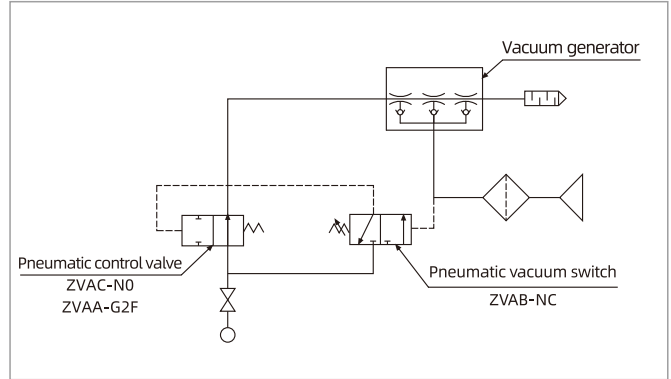 Vacuum generator
Pneumatic control valve
ZVAC-N0
ZVAA-G2F
Pneumatic vacuum switch
ZVAB-NC